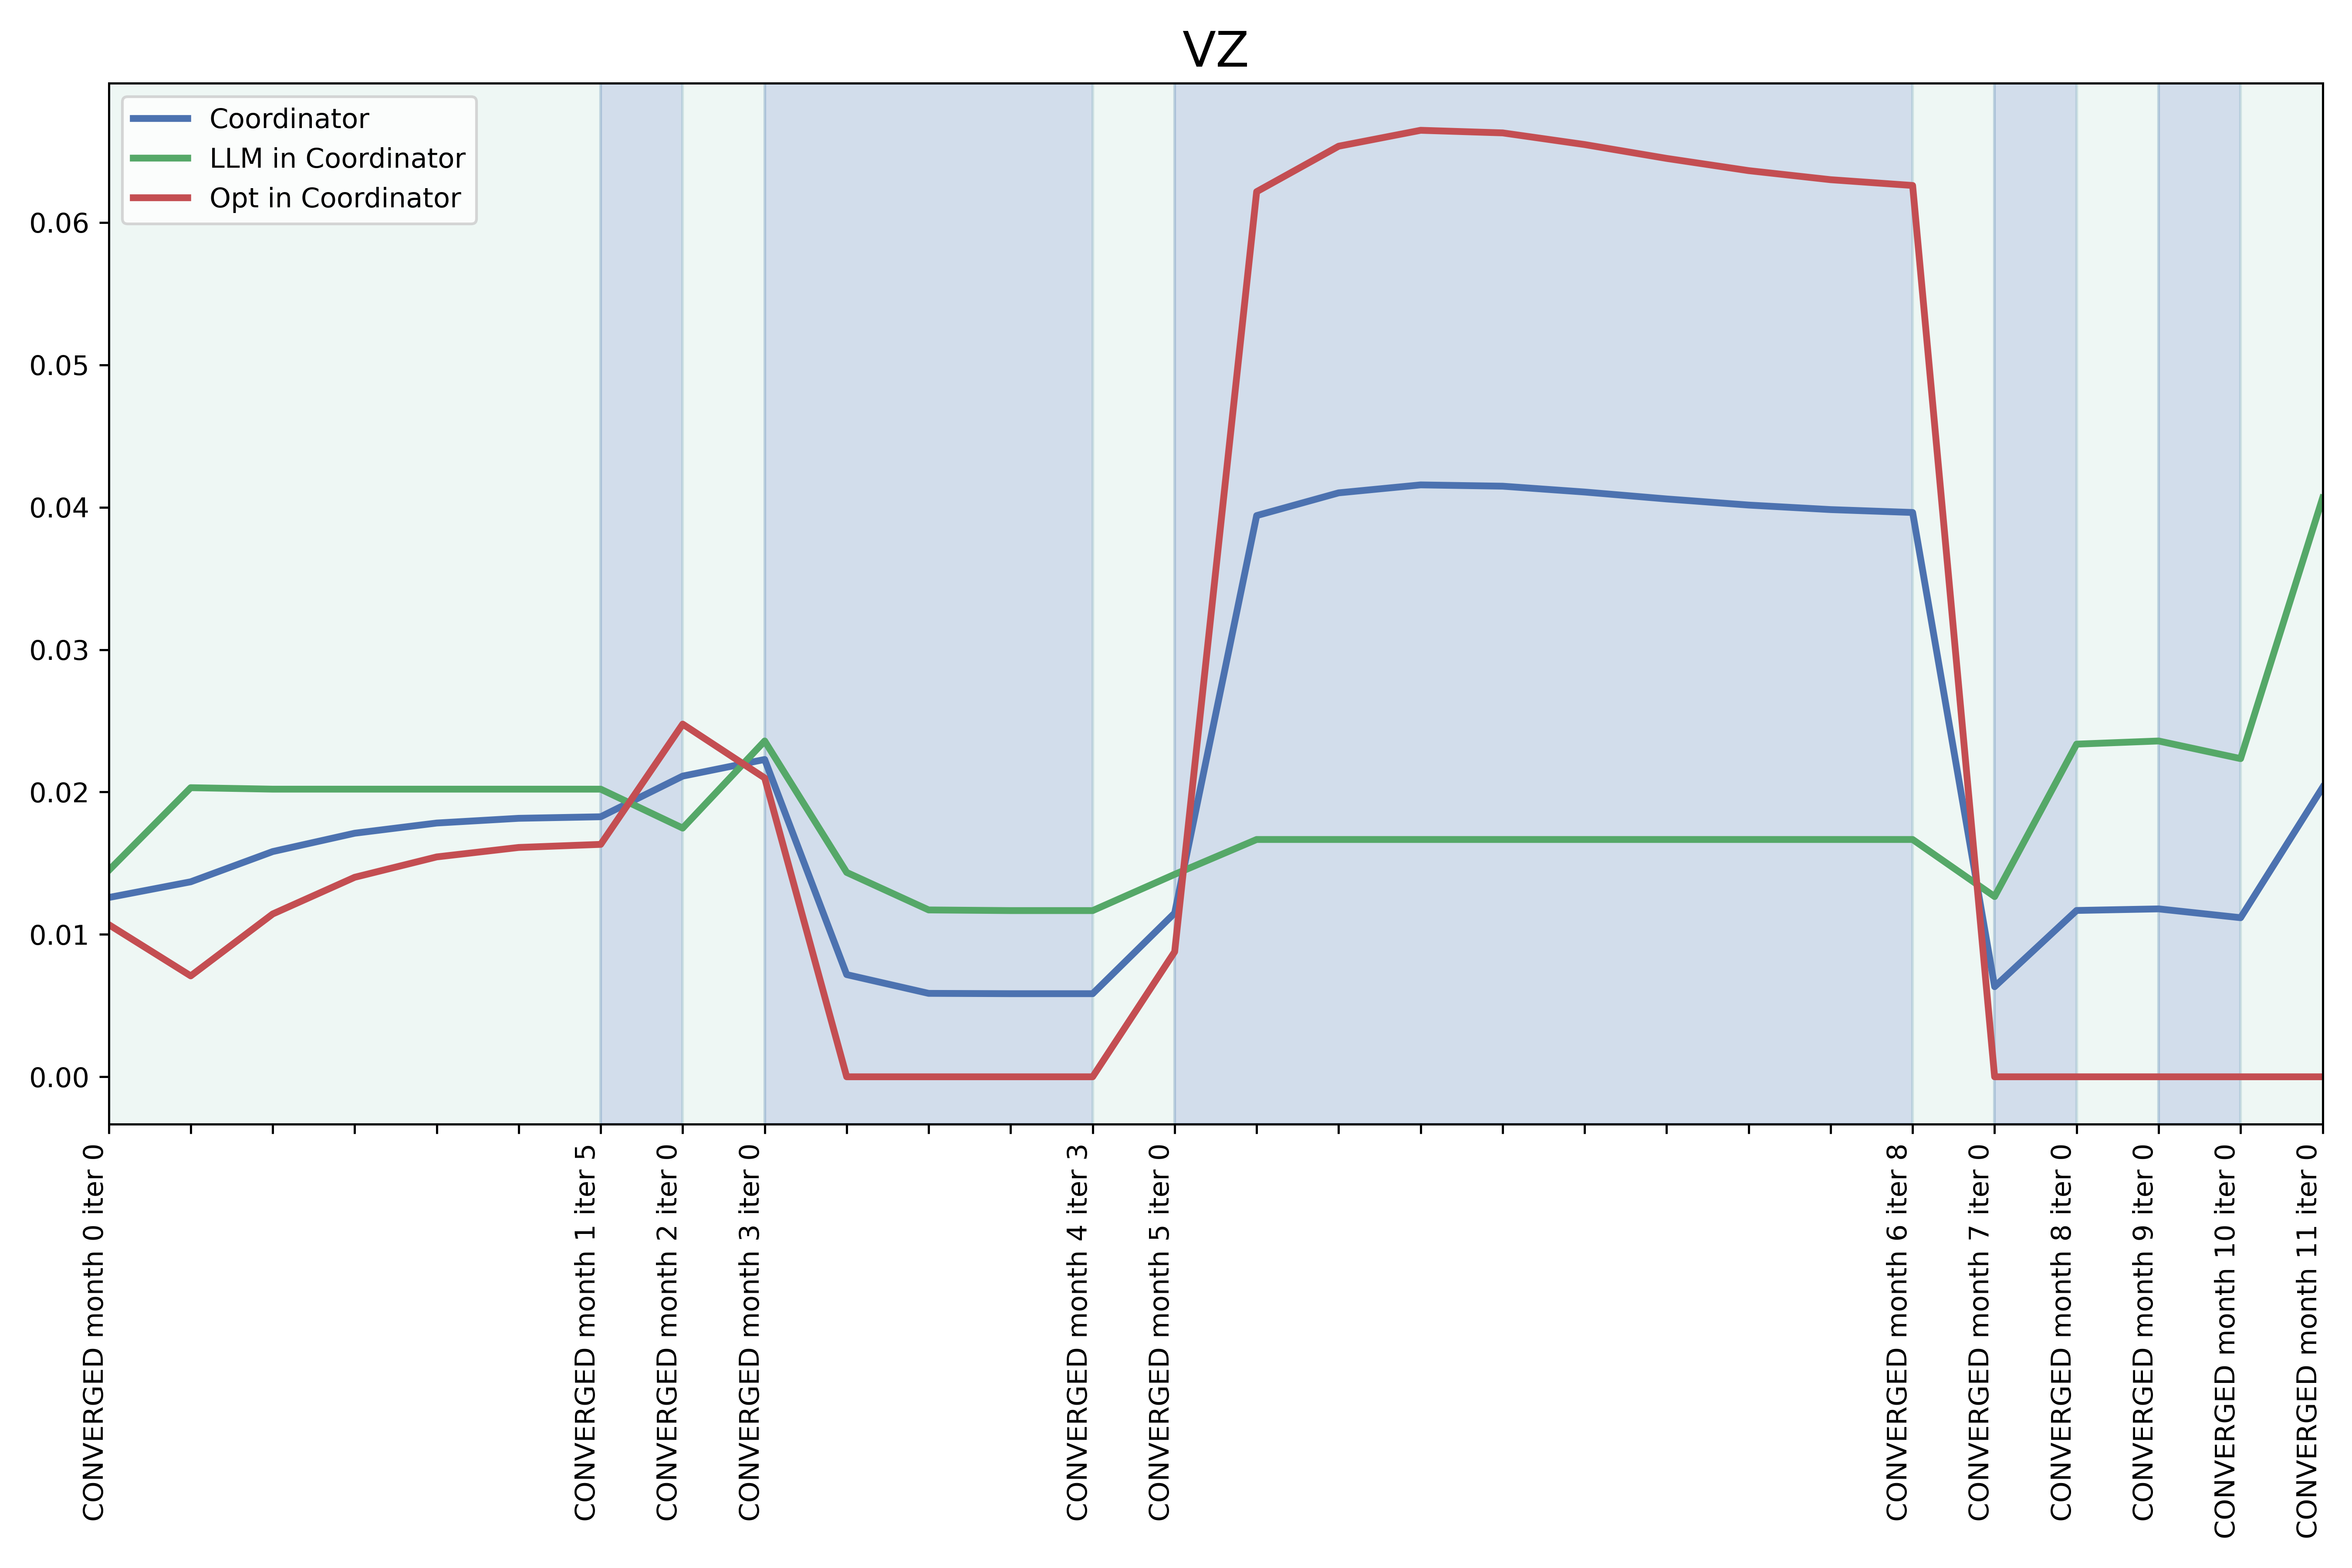 VZ
Coordinator
LLM in Coordinator
Opt in Coordinator
0.06
0.05
0.04
0.03
0.02
0.01
0.00
CONVERGED month 0 iter 0
CONVERGED month 1 iter 5
CONVERGED month 2 iter 0
CONVERGED month 3 iter 0
CONVERGED month 4 iter 3
CONVERGED month 5 iter 0
CONVERGED month 6 iter 8
CONVERGED month 7 iter 0
CONVERGED month 8 iter 0
CONVERGED month 9 iter 0
CONVERGED month 10 iter 0
CONVERGED month 11 iter 0